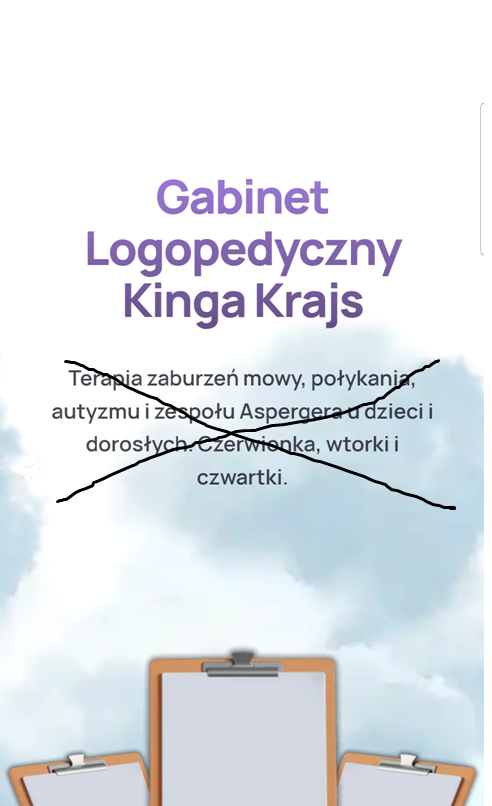 Gabinet
Logopedyczny
Kinga Krajs
Terapia zaburzeń mowy, połykania,
autyzmu i zespołu Aspergera u dzieci i
dorosłych. Czerwionka, wtorki i
czwartki.